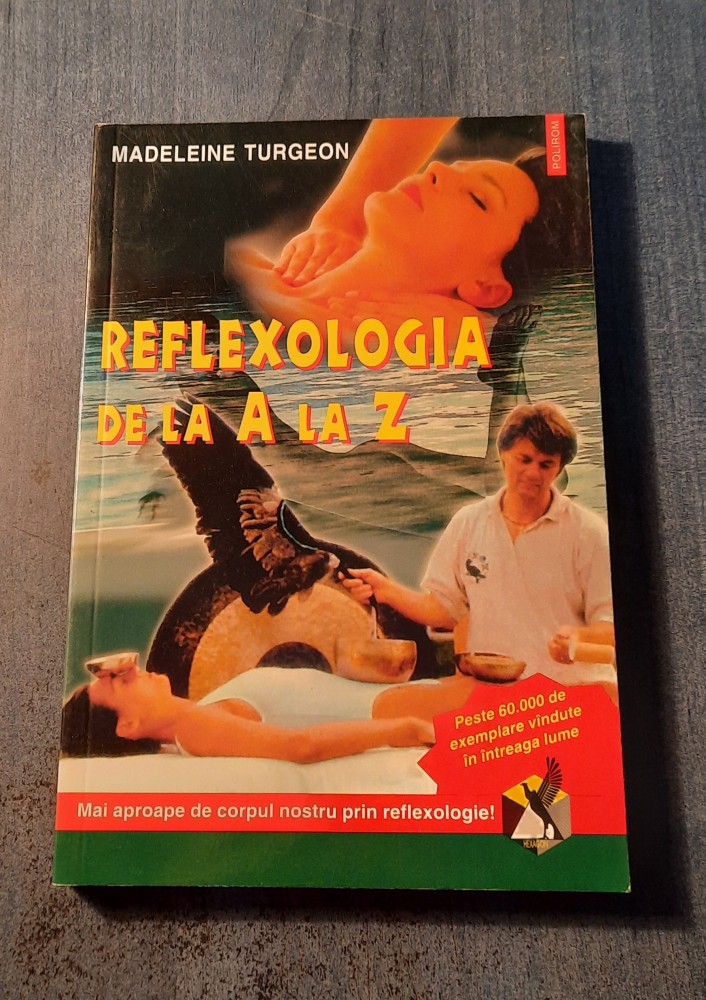 MADELEINE TURGEON
POLIROM
REFLEXOLOGIA
DE LA A LA Z
Peste 60.000 de
exemplare vîndute
în întreaga lume
Mai aproape de corpul nostru prin reflexologie!
HEXAGON